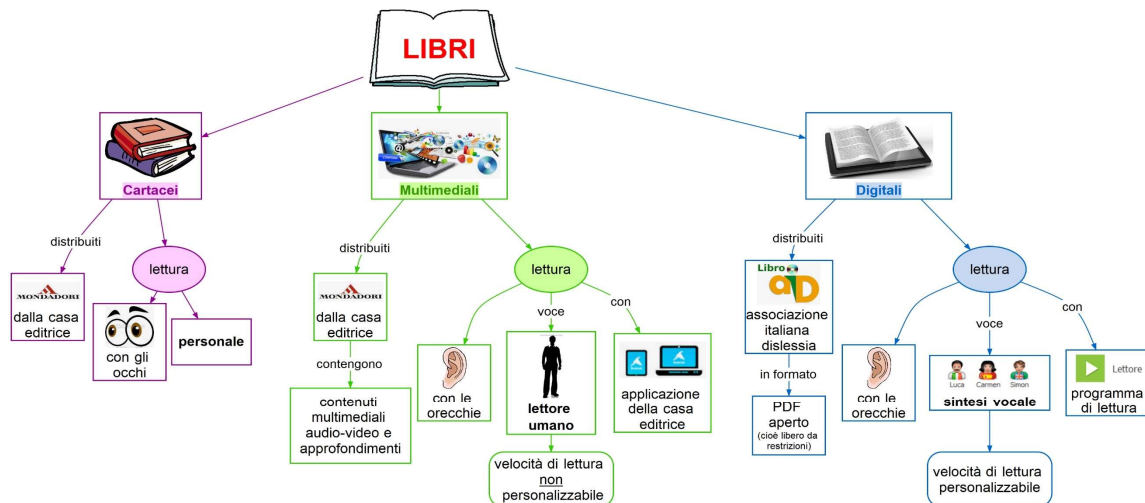 LIBRI
Cartacei
distribuiti
MONDADORI
dalla casa
editrice
lettura
con gli
occhi
personale
Multimediali
distribuiti
MONDADORI
dalla casa
editrice
contengono
contenuti
multimediali
audio-video e
approfondimenti
lettura
con le
orecchie
voce
lettore
umano
velocità di lettura
non
personalizzabile
con
applicazione
della casa
editrice
Digitali
distribuiti
Libro
aiD
associazione
italiana
dislessia
in formato
PDF
aperto
(cioè libero da
restrizioni)
lettura
con le
orecchie
voce
Luca Carmen Simon
sintesi vocale
velocità di lettura
personalizzabile
con
Lettore
programma
di lettura